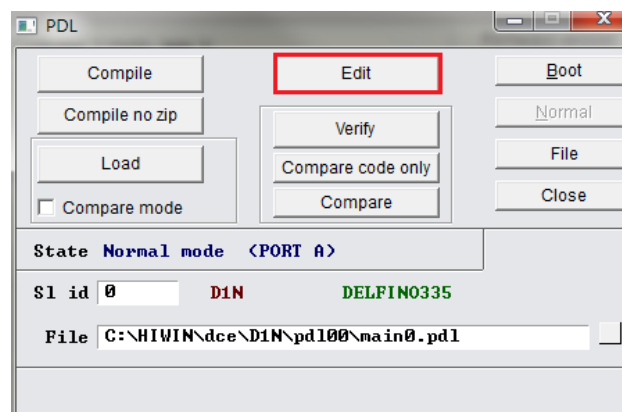 PDL
Compile Edit Boot
Compile no zip Verify Normal
Load Compare code only File
Compare mode Compare Close
State Normal mode (PORT A)
Sl id 0 D1N DELFINO335
File C:\HIWIN\dce\D1N\pdl00\main0.pdl